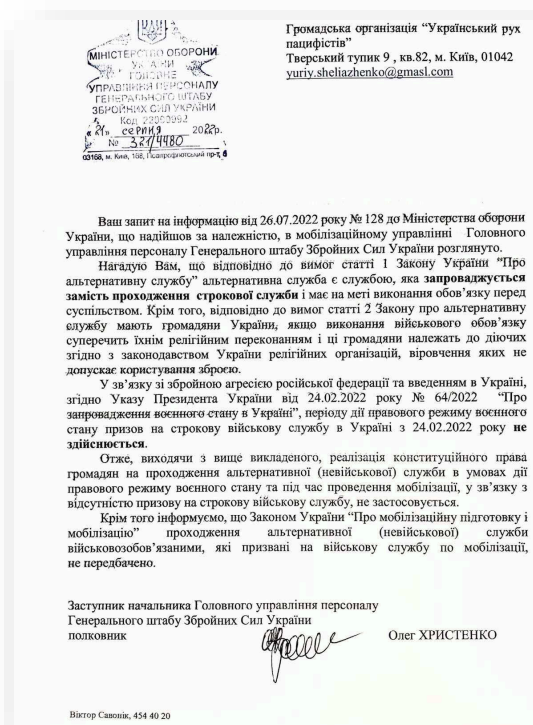 Громадська організація “Український рух
пацифістів”
Тверський тупик 9 , кв.82, м. Київ, 01042
yuriy.sheliazhenko@gmasl.com
МІНІСТЕРСТВО ОБОРОНИ
УКРАЇНИ
ГОЛОВНЕ
УПРАВЛІННЯ ПЕРСОНАЛУ
ГЕНЕРАЛЬНОГО ШТАБУ
ЗБРОЙНИХ СИЛ УКРАЇНИ
Код 22990992
« 21» серпня 2022р.
№ 321/4480
03168, м. Київ, 168, Повітрофлотський пр-т, 6
Ваш запит на інформацію від 26.07.2022 року № 128 до Міністерства оборони
України, що надійшов за належністю, в мобілізаційному управлінні Головного
управління персоналу Генерального штабу Збройних Сил України розглянуто.
Нагадую Вам, що відповідно до вимог статті 1 Закону України “Про
альтернативну службу” альтернативна служба є службою, яка запроваджується
замість проходження строкової служби і має на меті виконання обов’язку перед
суспільством. Крім того, відповідно до вимог статті 2 Закону про альтернативну
службу мають громадяни України, якщо виконання військового обов’язку
суперечить їхнім релігійним переконанням і ці громадяни належать до діючих
згідно з законодавством України релігійних організацій, віровчення яких не
допускає користування зброєю.
У зв’язку зі збройною агресією російської федерації та введенням в Україні,
згідно Указу Президента України від 24.02.2022 року № 64/2022 “Про
запровадження воєнного стану в Україні”, періоду дії правового режиму воєнного
стану призов на строкову військову службу в Україні з 24.02.2022 року не
здійснюється.
Отже, виходячи з вище викладеного, реалізація конституційного права
громадян на проходження альтернативної (невійськової) служби в умовах дії
правового режиму воєнного стану та під час проведення мобілізації, у зв’язку з
відсутністю призову на строкову військову службу, не застосовується.
Крім того інформуємо, що Законом України “Про мобілізаційну підготовку і
мобілізацію” проходження альтернативної (невійськової) служби
військовозобов’язаними, які призвані на військову службу по мобілізації,
не передбачено.
Заступник начальника Головного управління персоналу
Генерального штабу Збройних Сил України
полковник Олег ХРИСТЕНКО
Віктор Савонік, 454 40 20